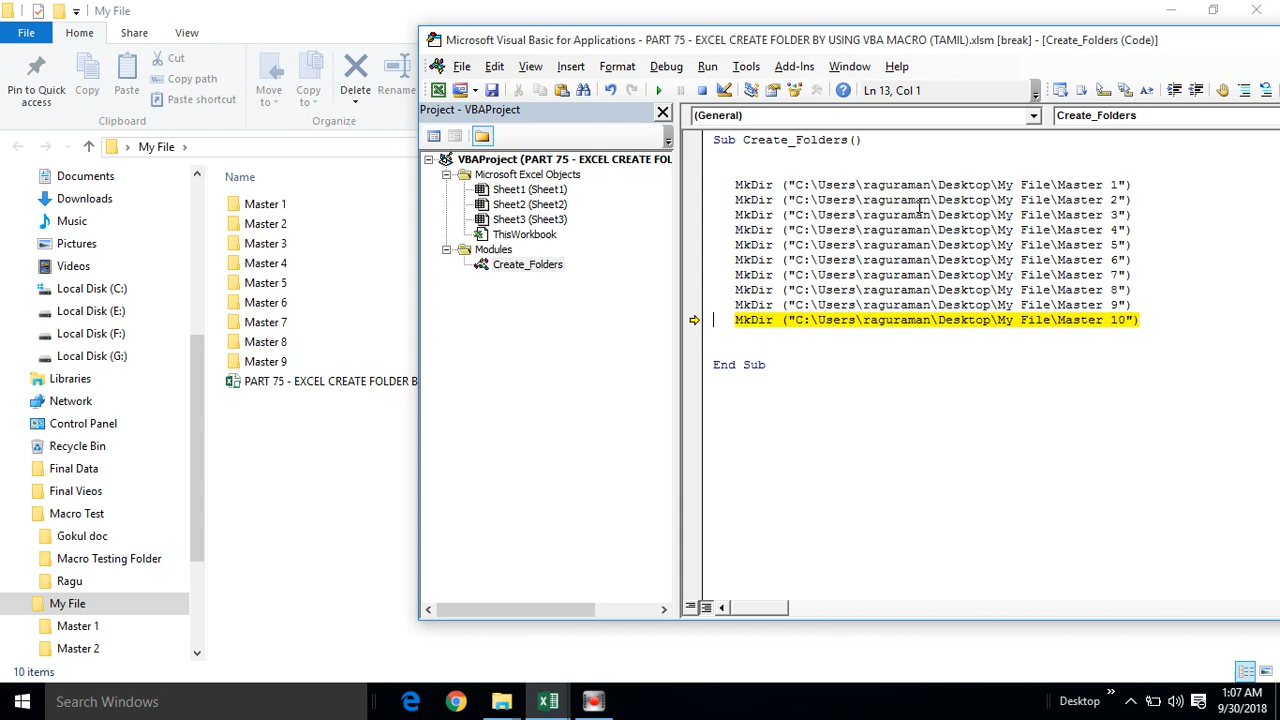 My File
File
Home
Share
View
Pin to Quick access
Copy
Paste
Cut
Copy path
Paste shortcut
Clipboard
Move to
Copy to
Delete
Rename
Organize
My File
Documents
Downloads
Music
Pictures
Videos
Local Disk (C:)
Local Disk (E:)
Local Disk (F:)
Local Disk (G:)
Libraries
Network
Control Panel
Recycle Bin
Final Data
Final Vieos
Macro Test
Gokul doc
Macro Testing Folder
Ragu
My File
Master 1
Master 2
Name
Master 1
Master 2
Master 3
Master 4
Master 5
Master 6
Master 7
Master 8
Master 9
PART 75 - EXCEL CREATE FOLDER B
10 items
Microsoft Visual Basic for Applications - PART 75 - EXCEL CREATE FOLDER BY USING VBA MACRO (TAMIL).xlsm [break] - [Create_Folders (Code)]
File Edit View Insert Format Debug Run Tools Add-Ins Window Help
Ln 13, Col 1
Project - VBAProject
VBAProject (PART 75 - EXCEL CREATE FOL
Microsoft Excel Objects
Sheet1 (Sheet1)
Sheet2 (Sheet2)
Sheet3 (Sheet3)
ThisWorkbook
Modules
Create_Folders
(General)
Create_Folders
Sub Create_Folders()
MkDir ("C:\Users\raguraman\Desktop\My File\Master 1")
MkDir ("C:\Users\raguraman\Desktop\My File\Master 2")
MkDir ("C:\Users\raguraman\Desktop\My File\Master 3")
MkDir ("C:\Users\raguraman\Desktop\My File\Master 4")
MkDir ("C:\Users\raguraman\Desktop\My File\Master 5")
MkDir ("C:\Users\raguraman\Desktop\My File\Master 6")
MkDir ("C:\Users\raguraman\Desktop\My File\Master 7")
MkDir ("C:\Users\raguraman\Desktop\My File\Master 8")
MkDir ("C:\Users\raguraman\Desktop\My File\Master 9")
MkDir ("C:\Users\raguraman\Desktop\My File\Master 10")
End Sub
Search Windows
Desktop
1:07 AM
9/30/2018